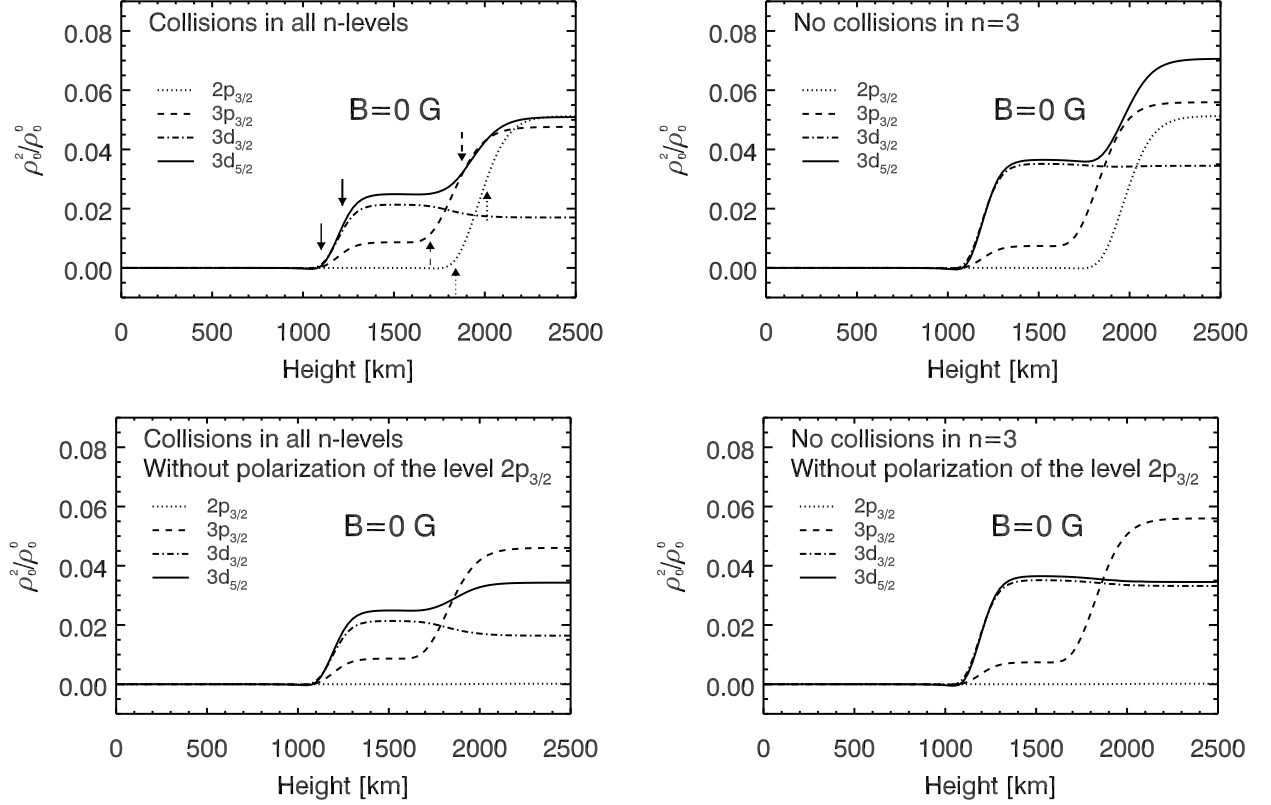 Collisions in all n-levels
0.08
0.06
0.04
0.02
0.00
ρ²₀/ρ⁰₀
2p3/2
3p3/2
3d3/2
3d5/2
B=0 G
0 500 1000 1500 2000 2500
Height [km]
No collisions in n=3
0.08
0.06
0.04
0.02
0.00
ρ²₀/ρ⁰₀
2p3/2
3p3/2
3d3/2
3d5/2
B=0 G
0 500 1000 1500 2000 2500
Height [km]
Collisions in all n-levels
Without polarization of the level 2p3/2
0.08
0.06
0.04
0.02
0.00
ρ²₀/ρ⁰₀
2p3/2
3p3/2
3d3/2
3d5/2
B=0 G
0 500 1000 1500 2000 2500
Height [km]
No collisions in n=3
Without polarization of the level 2p3/2
0.08
0.06
0.04
0.02
0.00
ρ²₀/ρ⁰₀
2p3/2
3p3/2
3d3/2
3d5/2
B=0 G
0 500 1000 1500 2000 2500
Height [km]